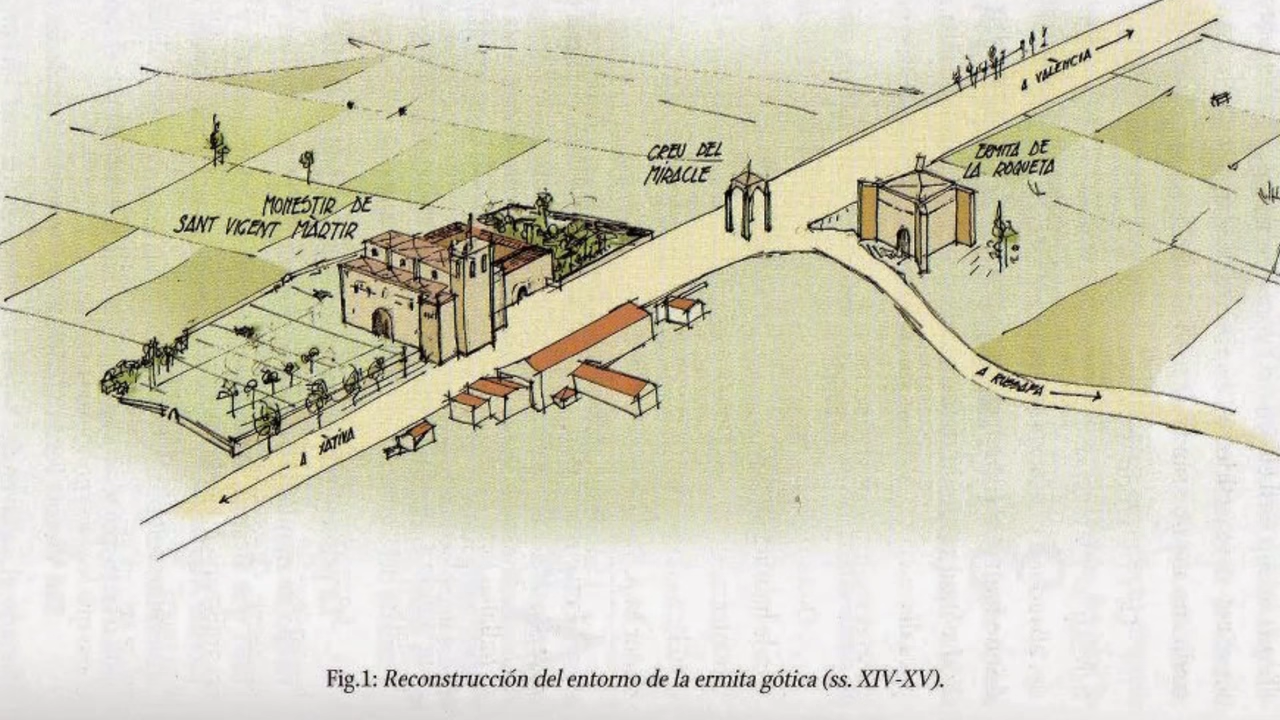 A VALÈNCIA
CREU DEL
MIRACLE
ERMITA DE
LA ROQUETA
MONESTIR DE
SANT VICENT MÀRTIR
A RUSSAFA
A XÀTIVA
Fig.1: Reconstrucción del entorno de la ermita gótica (ss. XIV-XV).